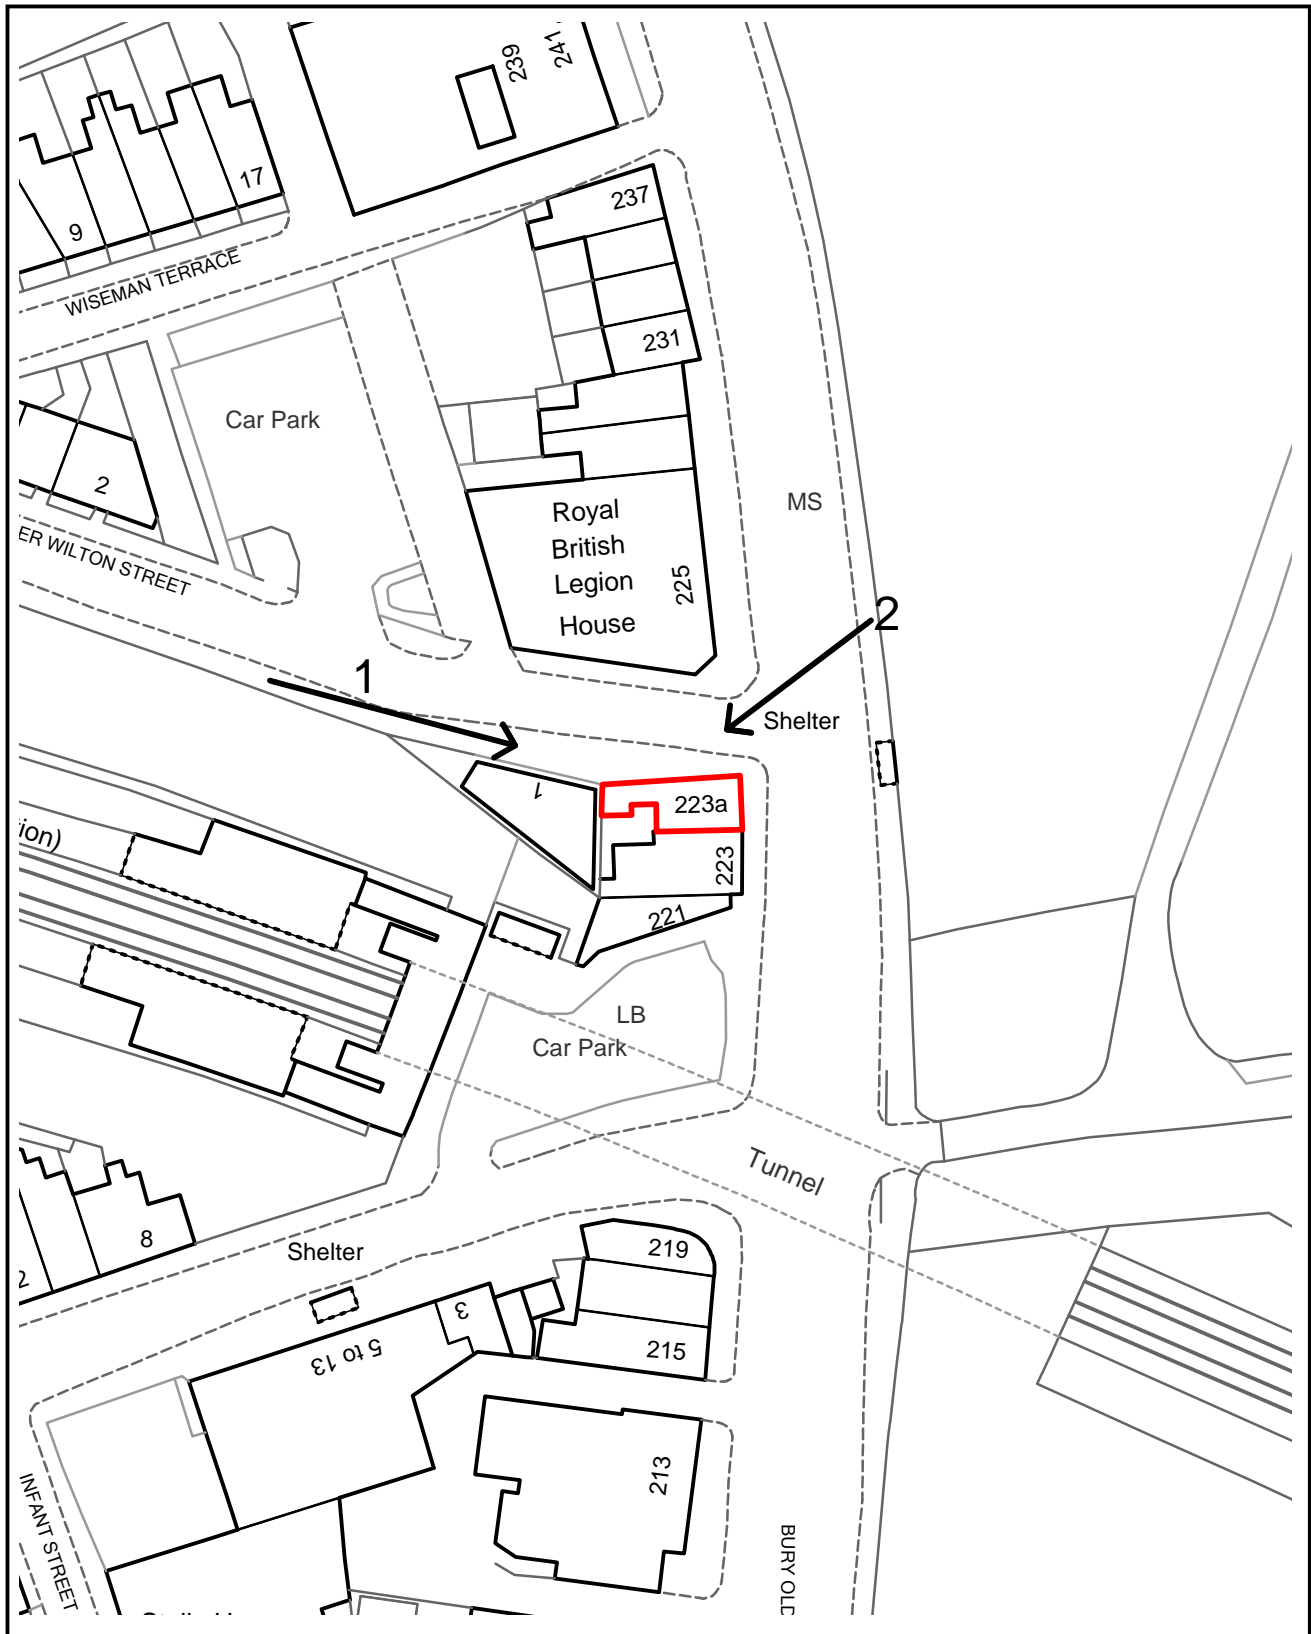 239
241
237
17
9
WISEMAN TERRACE
231
Car Park
2
MS
Royal
British
Legion
House
225
ER WILTON STREET
2
1
Shelter
1
223a
223
221
ion)
LB
Car Park
Tunnel
8
2
Shelter
219
3
5 to 13
215
213
INFANT STREET
BURY OLD